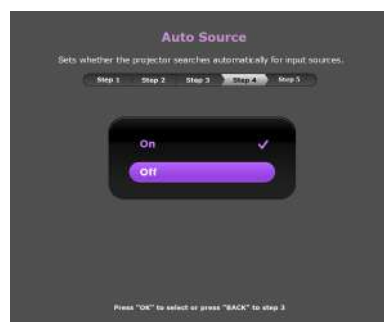 Auto Source
Sets whether the projector searches automatically for input sources.
Step 1 Step 2 Step 3 Step 4 Step 5
On
Off
Press "OK" to select or press "BACK" to step 3